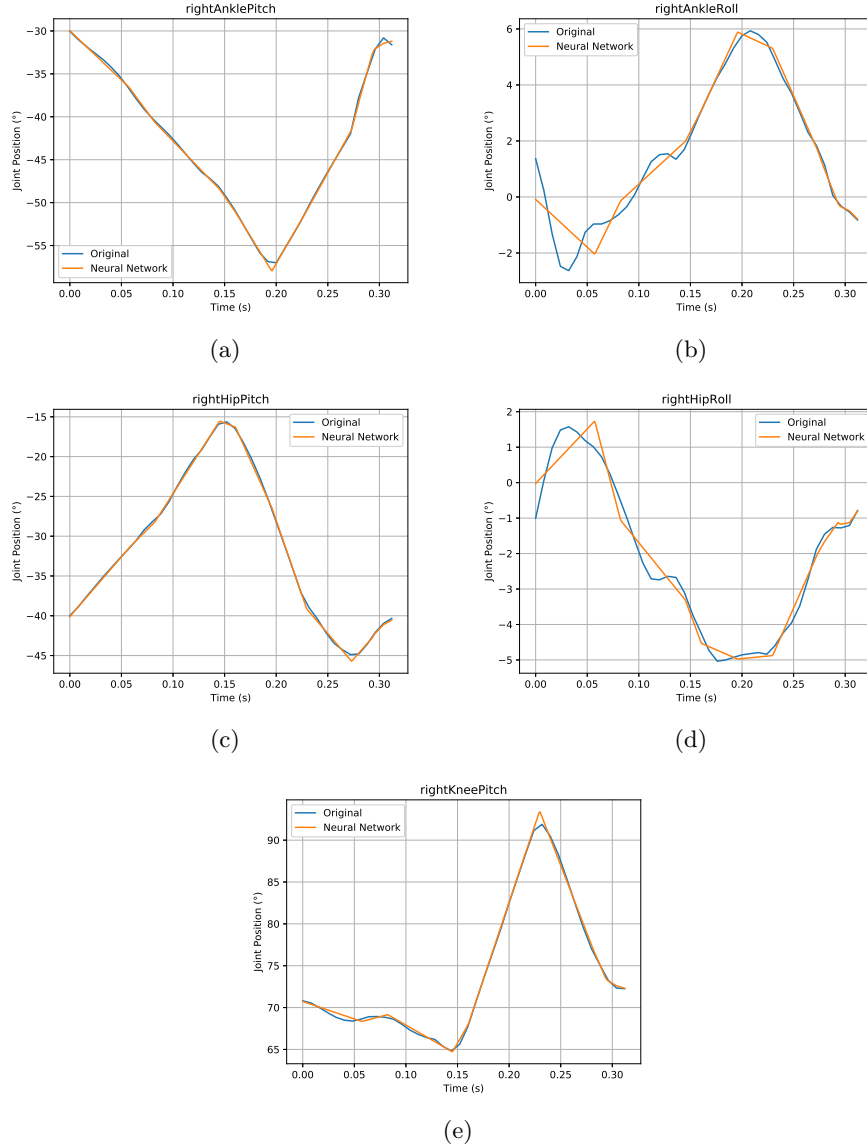 rightAnklePitch
−30
−35
−40
−45
−50
−55
Joint Position (°)
Original
Neural Network
0.00 0.05 0.10 0.15 0.20 0.25 0.30
Time (s)
(a)
rightAnkleRoll
6
4
2
0
−2
Joint Position (°)
Original
Neural Network
0.00 0.05 0.10 0.15 0.20 0.25 0.30
Time (s)
(b)
rightHipPitch
−15
−20
−25
−30
−35
−40
−45
Joint Position (°)
Original
Neural Network
0.00 0.05 0.10 0.15 0.20 0.25 0.30
Time (s)
(c)
rightHipRoll
2
1
0
−1
−2
−3
−4
−5
Joint Position (°)
Original
Neural Network
0.00 0.05 0.10 0.15 0.20 0.25 0.30
Time (s)
(d)
rightKneePitch
90
85
80
75
70
65
Joint Position (°)
Original
Neural Network
0.00 0.05 0.10 0.15 0.20 0.25 0.30
Time (s)
(e)